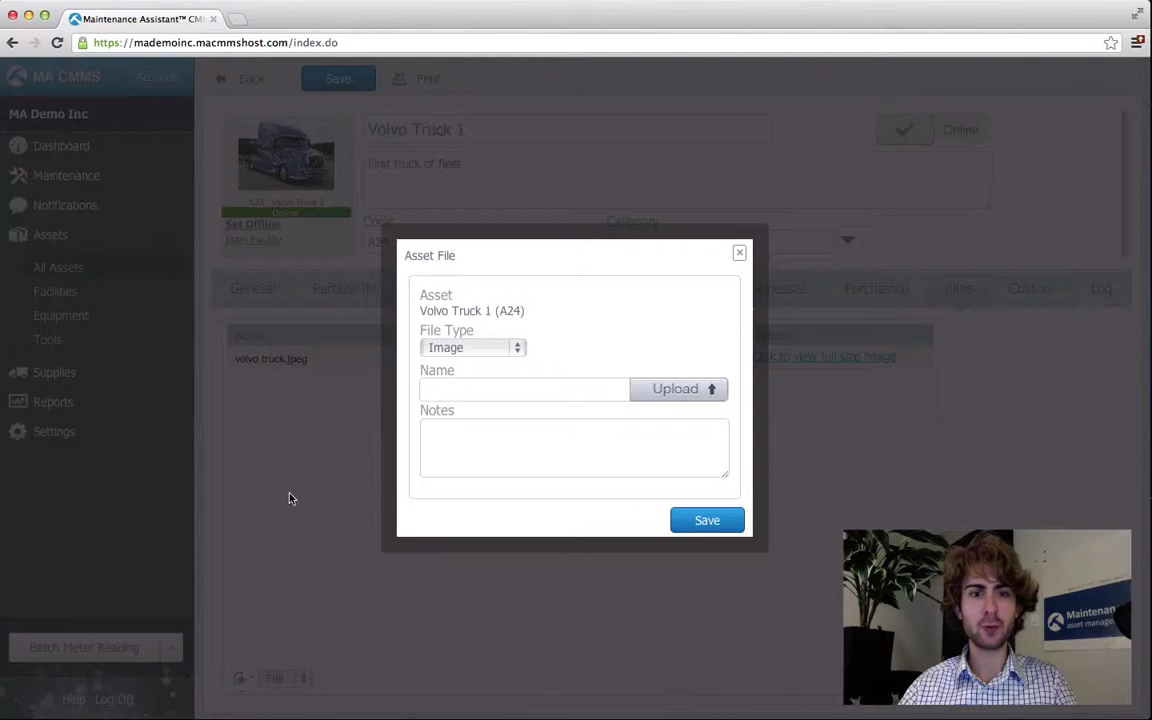 Maintenance Assistant™ CM
https://mademoinc.macmmshost.com/index.do
MA CMMS
Account
Back
Save
Print
MA Demo Inc
Dashboard
Maintenance
Notifications
Assets
All Assets
Facilities
Equipment
Tools
Supplies
Reports
Settings
Batch Meter Reading
Help
Log Off
A24 : Volvo Truck 1
Online
Set Offline
Main Facility
Volvo Truck 1
Online
First truck of fleet
Code
Category
A24
General
Parts/BOM
Purchasing
Files
Custom
Log
Name
volvo truck.jpeg
to view full size image
File
Asset File
Asset
Volvo Truck 1 (A24)
File Type
Image
Name
Upload
Notes
Save
Maintenan
asset manage